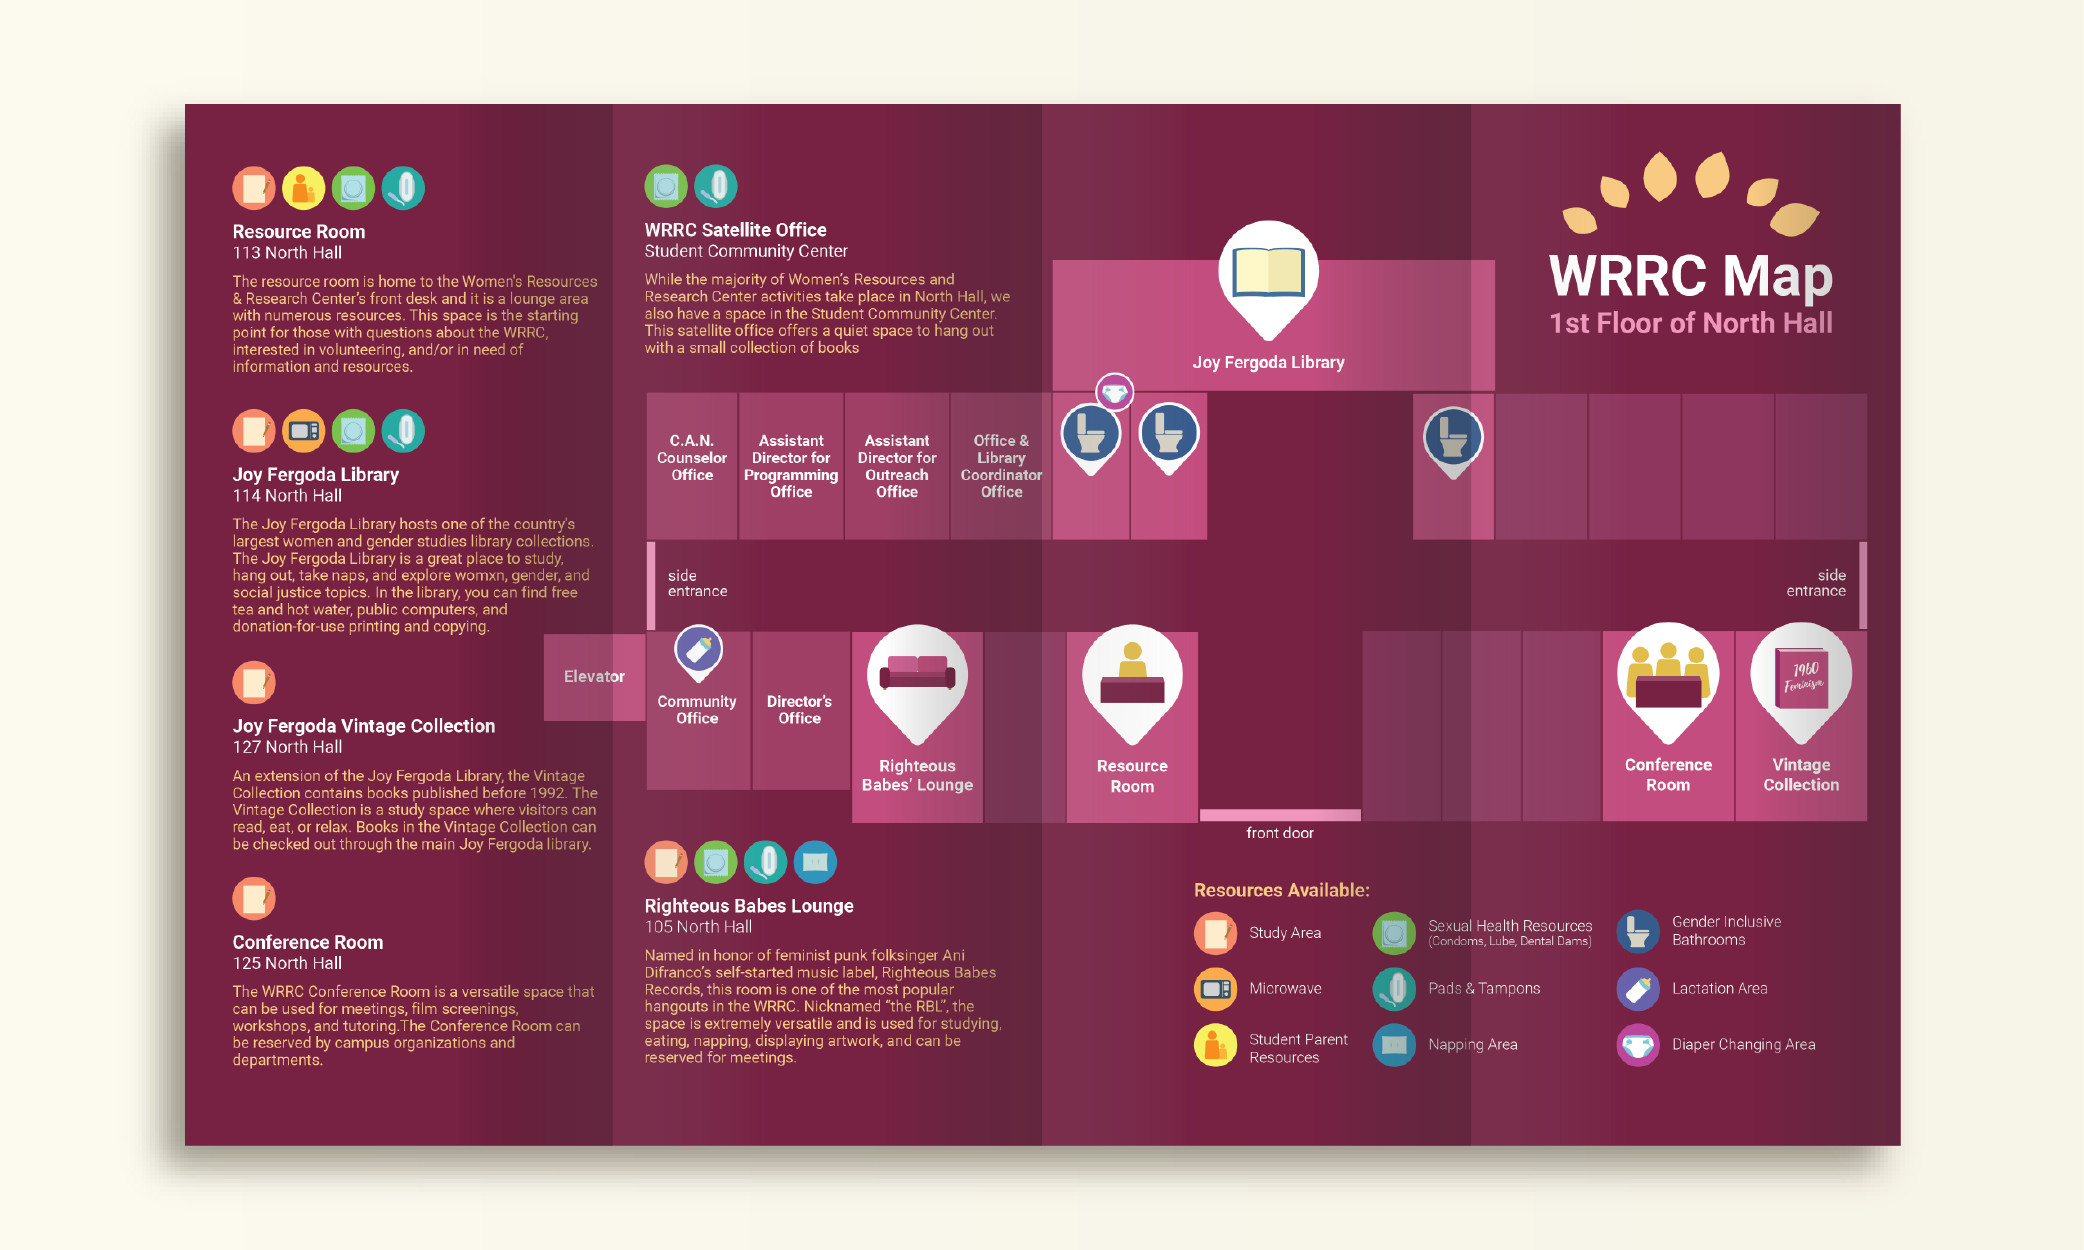 Resource Room
113 North Hall
The resource room is home to the Women's Resources
& Research Center's front desk and it is a lounge area
with numerous resources. This space is the starting
point for those with questions about the WRRC,
interested in volunteering, and/or in need of
information and resources.
Joy Fergoda Library
114 North Hall
The Joy Fergoda Library hosts one of the country's
largest women and gender studies library collections.
The Joy Fergoda Library is a great place to study,
hang out, take naps, and explore womxn, gender, and
social justice topics. In the library, you can find free
tea and hot water, public computers, and
donation-for-use printing and copying.
Joy Fergoda Vintage Collection
127 North Hall
An extension of the Joy Fergoda Library, the Vintage
Collection contains books published before 1992. The
Vintage Collection is a study space where visitors can
read, eat, or relax. Books in the Vintage Collection can
be checked out through the main Joy Fergoda library.
Conference Room
125 North Hall
The WRRC Conference Room is a versatile space that
can be used for meetings, film screenings,
workshops, and tutoring.The Conference Room can
be reserved by campus organizations and
departments.
WRRC Satellite Office
Student Community Center
While the majority of Women's Resources and
Research Center activities take place in North Hall, we
also have a space in the Student Community Center.
This satellite office offers a quiet space to hang out
with a small collection of books
WRRC Map
1st Floor of North Hall
Joy Fergoda Library
C.A.N.
Counselor
Office
Assistant
Director for
Programming
Office
Assistant
Director for
Outreach
Office
Office &
Library
Coordinator
Office
side
entrance
side
entrance
Elevator
Community
Office
Director's
Office
Righteous
Babes' Lounge
Resource
Room
Conference
Room
1960
Feminism
Vintage
Collection
front door
Righteous Babes Lounge
105 North Hall
Named in honor of feminist punk folksinger Ani
Difranco's self-started music label, Righteous Babes
Records, this room is one of the most popular
hangouts in the WRRC. Nicknamed “the RBL”, the
space is extremely versatile and is used for studying,
eating, napping, displaying artwork, and can be
reserved for meetings.
Resources Available:
Study Area
Microwave
Student Parent
Resources
Sexual Health Resources
(Condoms, Lube, Dental Dams)
Pads & Tampons
Napping Area
Gender Inclusive
Bathrooms
Lactation Area
Diaper Changing Area